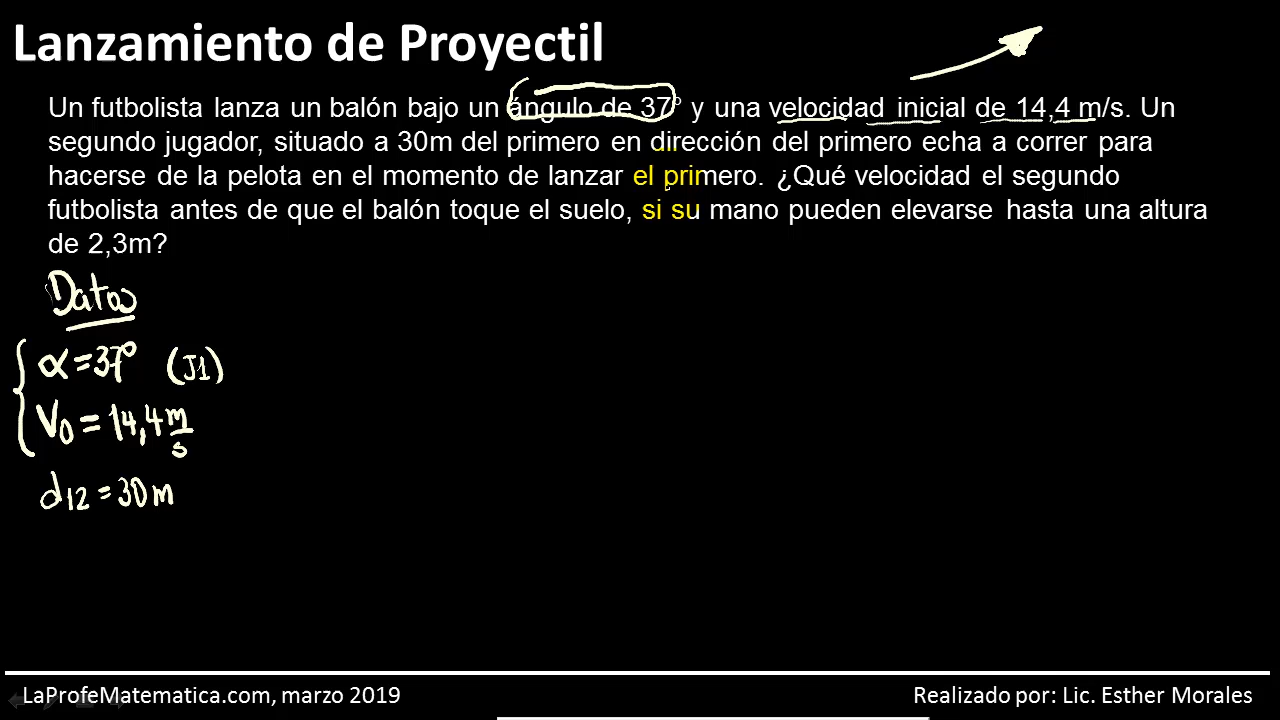 Lanzamiento de Proyectil
Un futbolista lanza un balón bajo un ángulo de 37° y una velocidad inicial de 14,4 m/s. Un
segundo jugador, situado a 30m del primero en dirección del primero echa a correr para
hacerse de la pelota en el momento de lanzar el primero. ¿Qué velocidad el segundo
futbolista antes de que el balón toque el suelo, si su mano pueden elevarse hasta una altura
de 2,3m?
Datos
α = 37° (J1)
V0 = 14,4 m/s
d12 = 30m
LaProfeMatematica.com, marzo 2019
Realizado por: Lic. Esther Morales